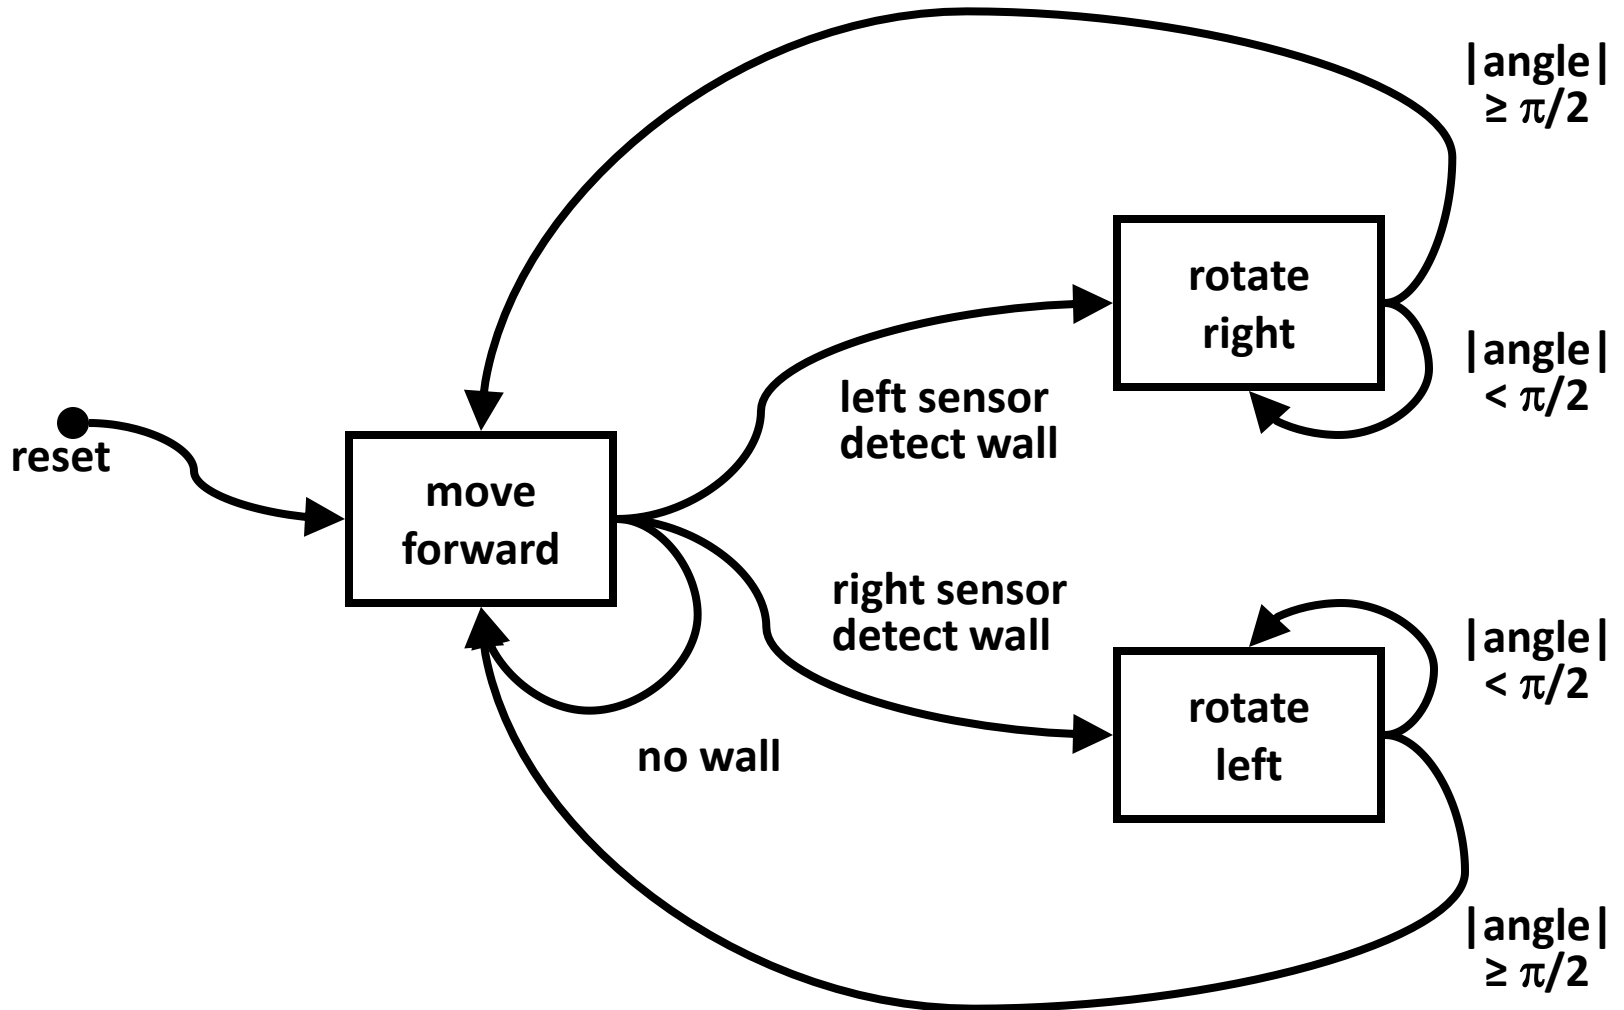 |angle|
≥ π/2
rotate
right
|angle|
< π/2
left sensor
detect wall
reset
move
forward
right sensor
detect wall
|angle|
< π/2
rotate
left
no wall
|angle|
≥ π/2